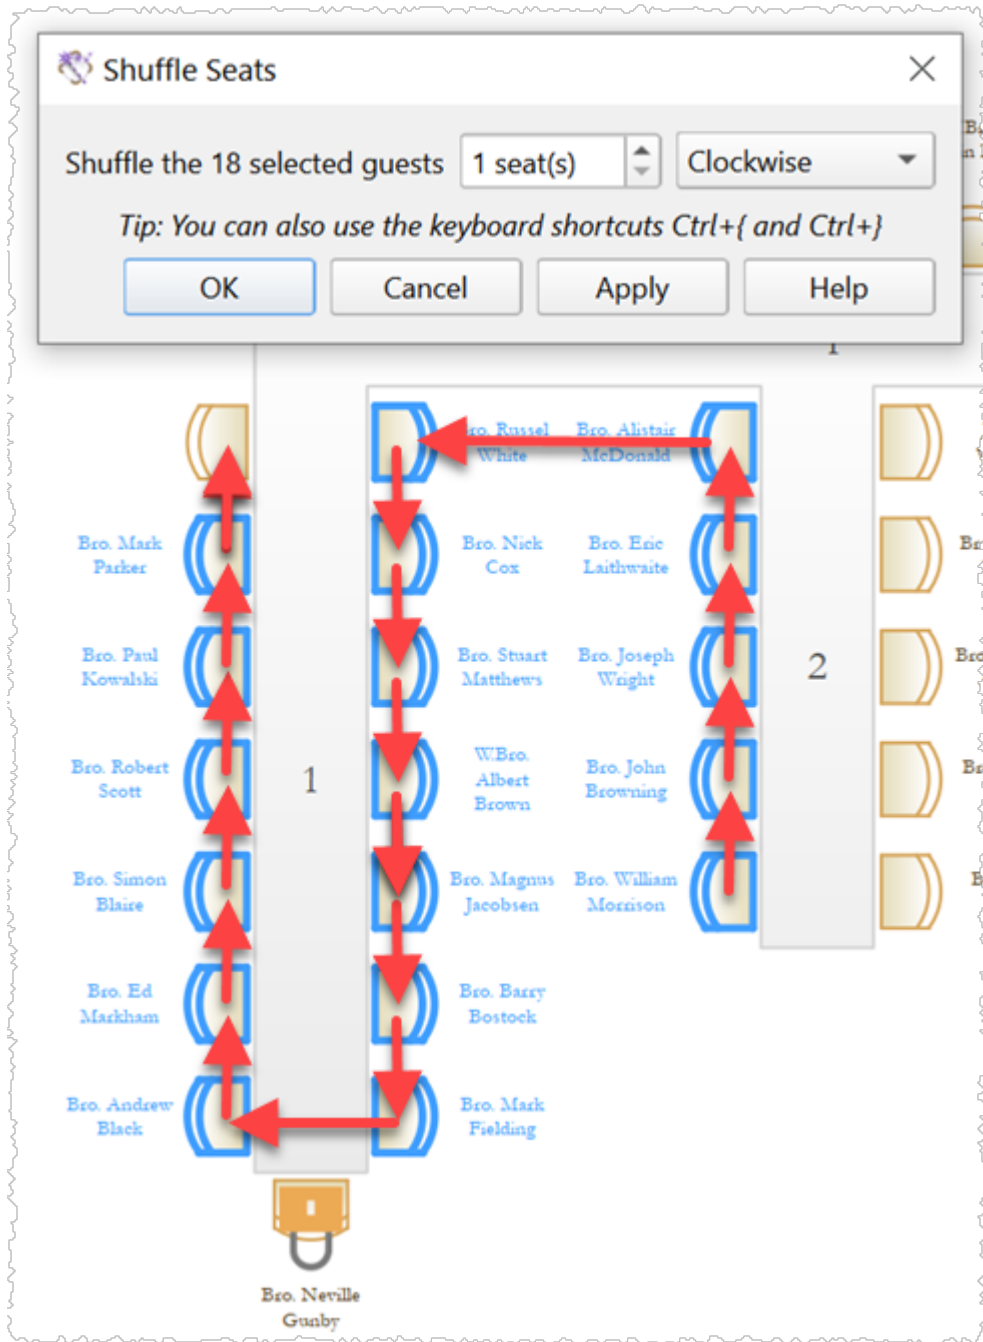 Shuffle Seats
Shuffle the 18 selected guests
1 seat(s)
Clockwise
Tip: You can also use the keyboard shortcuts Ctrl+{ and Ctrl+}
OK
Cancel
Apply
Help
Bro. Russel
White
Bro. Alistair
McDonald
Bro. Mark
Parker
Bro. Nick
Cox
Bro. Eric
Laithwaite
Bro. Paul
Kowalski
Bro. Stuart
Matthews
Bro. Joseph
Wright
2
Bro. Robert
Scott
1
W.Bro.
Albert
Brown
Bro. John
Browning
Bro. Simon
Blaire
Bro. Magnus
Jacobsen
Bro. William
Morrison
Bro. Ed
Markham
Bro. Barry
Bostock
Bro. Andrew
Black
Bro. Mark
Fielding
Bro. Neville
Gunby